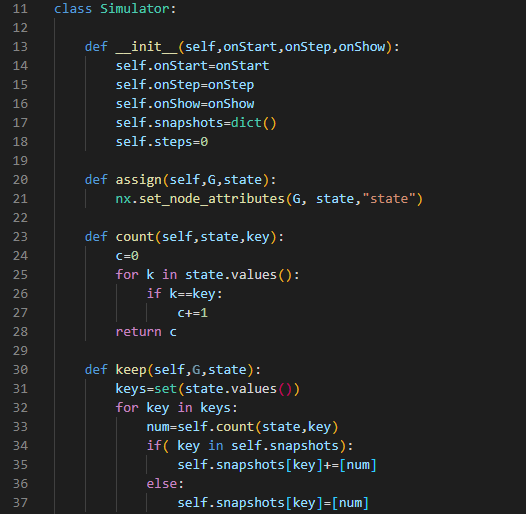 11 class Simulator:
12
13     def __init__(self,onStart,onStep,onShow):
14         self.onStart=onStart
15         self.onStep=onStep
16         self.onShow=onShow
17         self.snapshots=dict()
18         self.steps=0
19
20     def assign(self,G,state):
21         nx.set_node_attributes(G, state,"state")
22
23     def count(self,state,key):
24         c=0
25         for k in state.values():
26             if k==key:
27                 c+=1
28         return c
29
30     def keep(self,G,state):
31         keys=set(state.values())
32         for key in keys:
33             num=self.count(state,key)
34             if( key in self.snapshots):
35                 self.snapshots[key]+=[num]
36             else:
37                 self.snapshots[key]=[num]